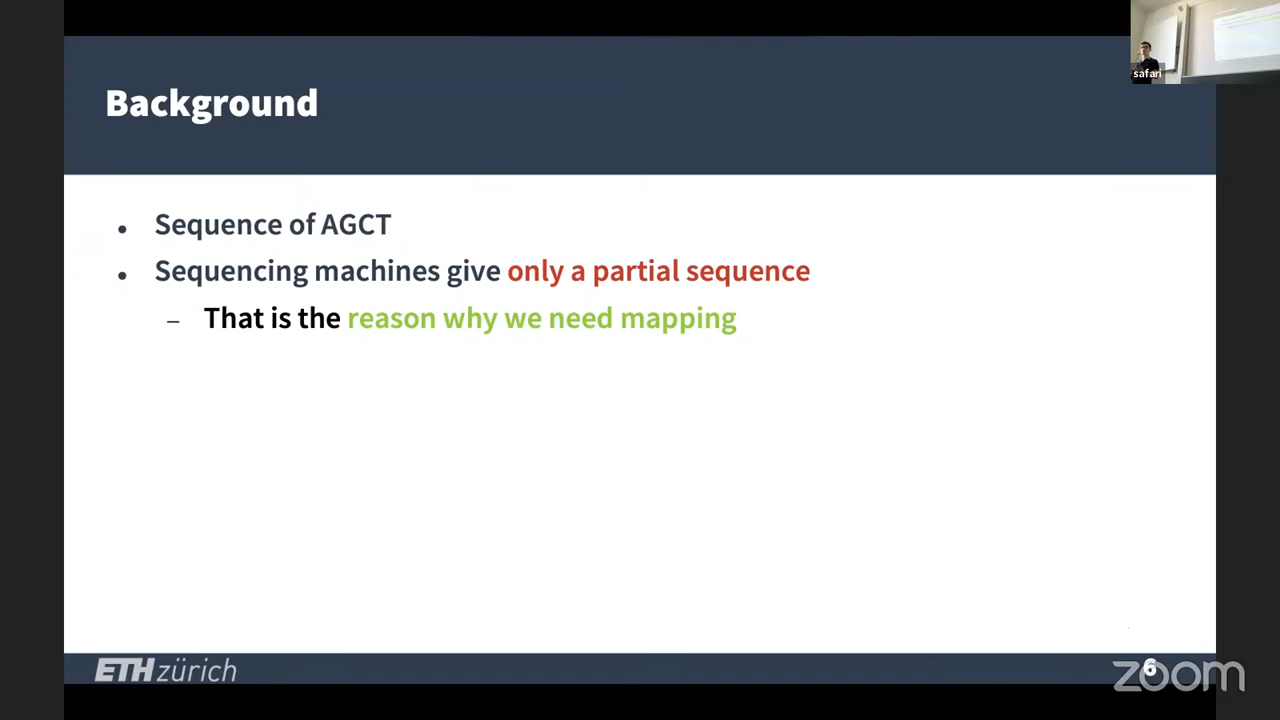 safari
Background
Sequence of AGCT
Sequencing machines give only a partial sequence
– That is the reason why we need mapping
ETH zürich
6
zoom